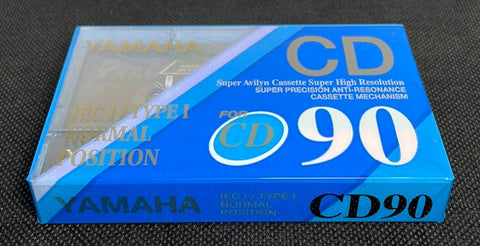 YAMAHA
CD
Super Avilyn Cassette Super High Resolution
SUPER PRECISION ANTI-RESONANCE
CASSETTE MECHANISM
IEC I / TYPE I
NORMAL
POSITION
FOR
CD
90
YAMAHA
IEC I / TYPE I
NORMAL
POSITION
CD90